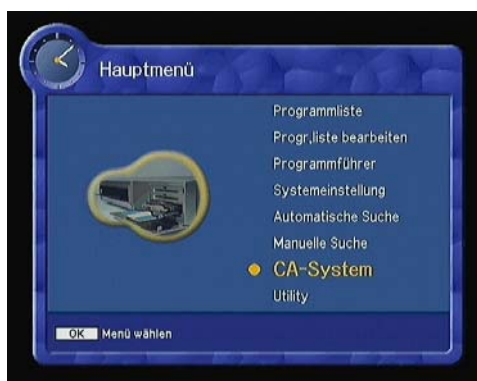 Hauptmenü
Programmliste
Progr,liste bearbeiten
Programmführer
Systemeinstellung
Automatische Suche
Manuelle Suche
CA-System
Utility
OK Menü wählen